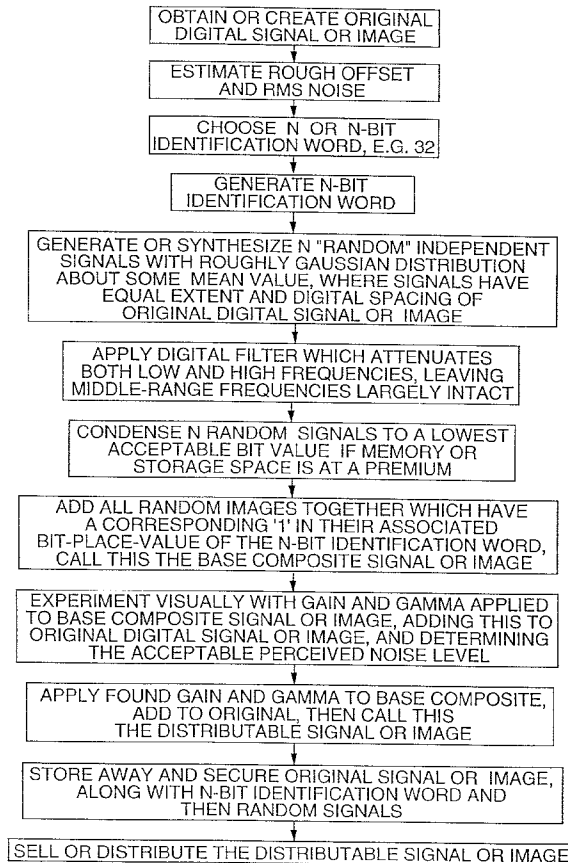 OBTAIN OR CREATE ORIGINAL
DIGITAL SIGNAL OR IMAGE
ESTIMATE ROUGH OFFSET
AND RMS NOISE
CHOOSE N OR N-BIT
IDENTIFICATION WORD, E.G. 32
GENERATE N-BIT
IDENTIFICATION WORD
GENERATE OR SYNTHESIZE N "RANDOM" INDEPENDENT
SIGNALS WITH ROUGHLY GAUSSIAN DISTRIBUTION
ABOUT SOME MEAN VALUE, WHERE SIGNALS HAVE
EQUAL EXTENT AND DIGITAL SPACING OF
ORIGINAL DIGITAL SIGNAL OR IMAGE
APPLY DIGITAL FILTER WHICH ATTENUATES
BOTH LOW AND HIGH FREQUENCIES, LEAVING
MIDDLE-RANGE FREQUENCIES LARGELY INTACT
CONDENSE N RANDOM SIGNALS TO A LOWEST
ACCEPTABLE BIT VALUE IF MEMORY OR
STORAGE SPACE IS AT A PREMIUM
ADD ALL RANDOM IMAGES TOGETHER WHICH HAVE
A CORRESPONDING '1' IN THEIR ASSOCIATED
BIT-PLACE-VALUE OF THE N-BIT IDENTIFICATION WORD,
CALL THIS THE BASE COMPOSITE SIGNAL OR IMAGE
EXPERIMENT VISUALLY WITH GAIN AND GAMMA APPLIED
TO BASE COMPOSITE SIGNAL OR IMAGE, ADDING THIS TO
ORIGINAL DIGITAL SIGNAL OR IMAGE, AND DETERMINING
THE ACCEPTABLE PERCEIVED NOISE LEVEL
APPLY FOUND GAIN AND GAMMA TO BASE COMPOSITE,
ADD TO ORIGINAL, THEN CALL THIS
THE DISTRIBUTABLE SIGNAL OR IMAGE
STORE AWAY AND SECURE ORIGINAL SIGNAL OR IMAGE,
ALONG WITH N-BIT IDENTIFICATION WORD AND
THEN RANDOM SIGNALS
SELL OR DISTRIBUTE THE DISTRIBUTABLE SIGNAL OR IMAGE